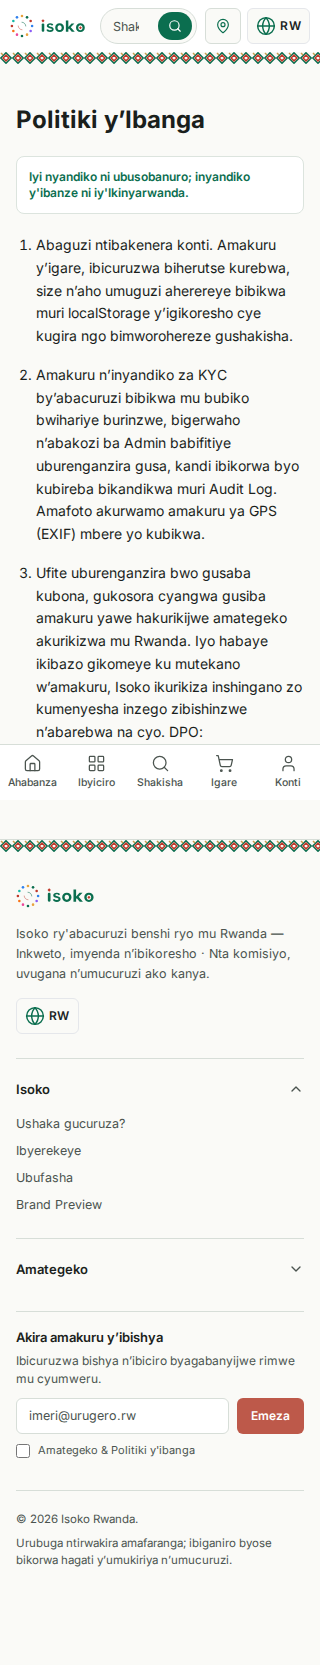 isoko
Shak
RW
Politiki y’Ibanga
Iyi nyandiko ni ubusobanuro; inyandiko
y'ibanze ni iy'Ikinyarwanda.
1. Abaguzi ntibakenera konti. Amakuru
y’igare, ibicuruzwa biherutse kurebwa,
size n’aho umuguzi aherereye bibikwa
muri localStorage y’igikoresho cye
kugira ngo bimworohereze gushakisha.
2. Amakuru n’inyandiko za KYC
by’abacuruzi bibikwa mu bubiko
bwihariye burinzwe, bigerwaho
n’abakozi ba Admin babifitiye
uburenganzira gusa, kandi ibikorwa byo
kubireba bikandikwa muri Audit Log.
Amafoto akurwamo amakuru ya GPS
(EXIF) mbere yo kubikwa.
3. Ufite uburenganzira bwo gusaba
kubona, gukosora cyangwa gusiba
amakuru yawe hakurikijwe amategeko
akurikizwa mu Rwanda. Iyo habaye
ikibazo gikomeye ku mutekano
w’amakuru, Isoko ikurikiza inshingano zo
kumenyesha inzego zibishinzwe
n’abarebwa na cyo. DPO:
Ahabanza
Ibyiciro
Shakisha
Igare
Konti
isoko
Isoko ry'abacuruzi benshi ryo mu Rwanda —
Inkweto, imyenda n’ibikoresho · Nta komisiyo,
uvugana n’umucuruzi ako kanya.
RW
Isoko
Ushaka gucuruza?
Ibyerekeye
Ubufasha
Brand Preview
Amategeko
Akira amakuru y’ibishya
Ibicuruzwa bishya n’ibiciro byagabanyijwe rimwe
mu cyumweru.
imeri@urugero.rw
Emeza
Amategeko & Politiki y'ibanga
© 2026 Isoko Rwanda.
Urubuga ntirwakira amafaranga; ibiganiro byose
bikorwa hagati y’umukiriya n’umucuruzi.